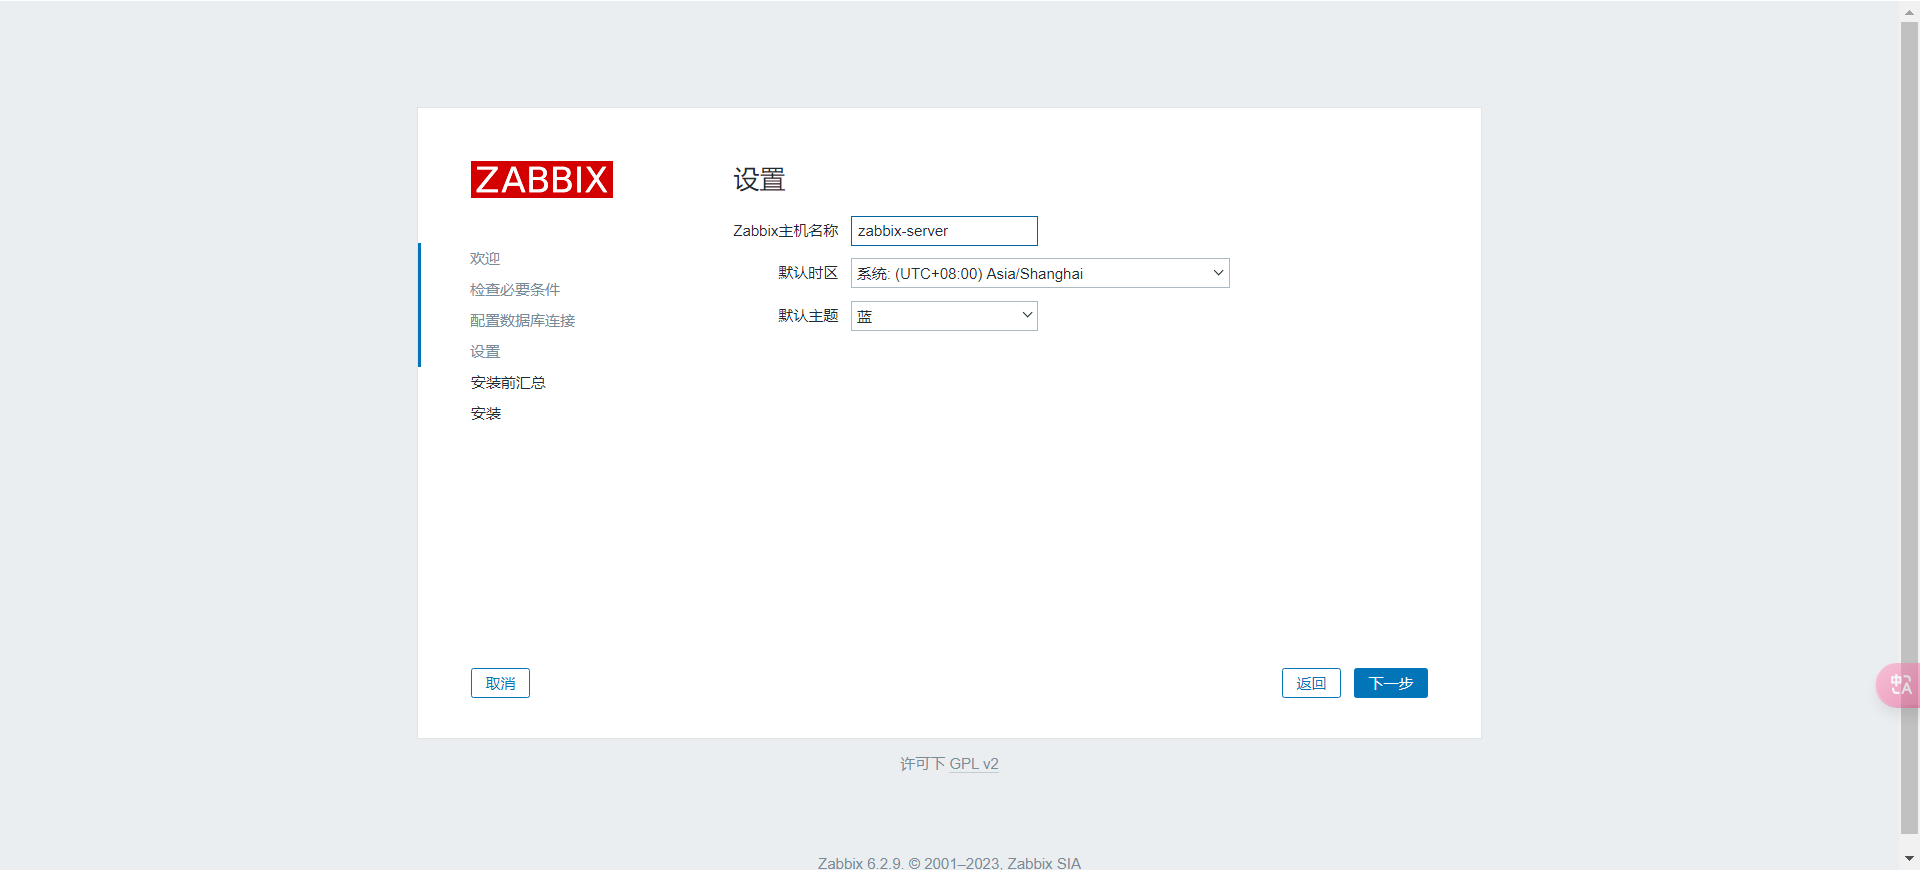 ZABBIX
欢迎
检查必要条件
配置数据库连接
设置
安装前汇总
安装
设置
Zabbix主机名称 zabbix-server
默认时区 系统: (UTC+08:00) Asia/Shanghai
默认主题 蓝
取消 返回 下一步
许可下 GPL v2
Zabbix 6.2.9. © 2001–2023, Zabbix SIA
中 A